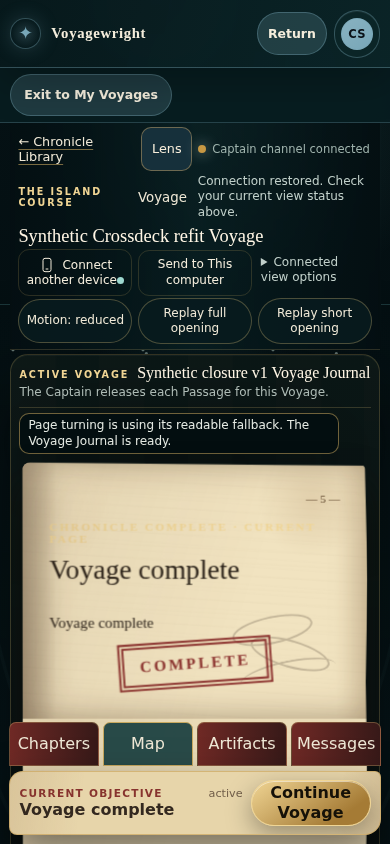 Voyagewright
Return
CS
Exit to My Voyages
← Chronicle
Library
Lens
Captain channel connected
THE ISLAND
COURSE
Voyage
Connection restored. Check
your current view status
above.
Synthetic Crossdeck refit Voyage
Connect
another device
Send to This
computer
▶ Connected
view options
Motion: reduced
Replay full
opening
Replay short
opening
ACTIVE VOYAGE
Synthetic closure v1 Voyage Journal
The Captain releases each Passage for this Voyage.
Page turning is using its readable fallback. The
Voyage Journal is ready.
— 5 —
CHRONICLE COMPLETE · CURRENT
PAGE
Voyage complete
Voyage complete
COMPLETE
Chapters
Map
Artifacts
Messages
CURRENT OBJECTIVE
Voyage complete
active
Continue
Voyage